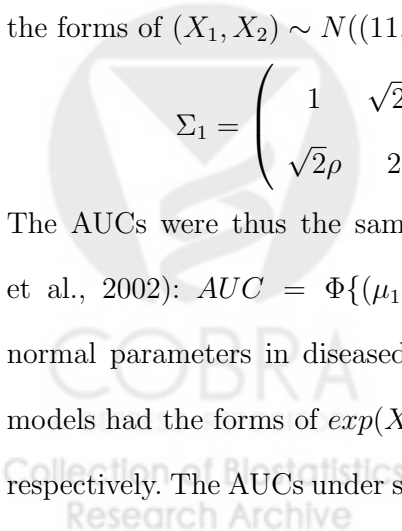 the forms of (X₁, X₂) ∼ N((11
Σ₁ = ( 1 √2
√2ρ 2
The AUCs were thus the sam
et al., 2002): AUC = Φ{(μ₁
normal parameters in diseased
models had the forms of exp(X
respectively. The AUCs under s
COBRA
Collection of Biostatistics
Research Archive